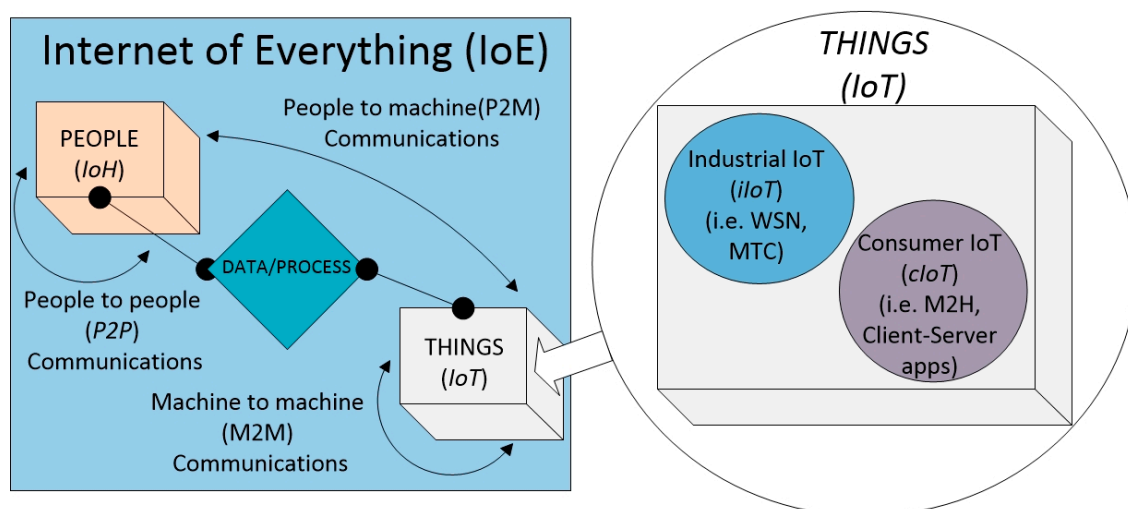 Internet of Everything (IoE)
People to machine(P2M)
Communications
PEOPLE
(IoH)
DATA/PROCESS
People to people
(P2P)
Communications
THINGS
(IoT)
Machine to machine
(M2M)
Communications
THINGS
(IoT)
Industrial IoT
(iIoT)
(i.e. WSN,
MTC)
Consumer IoT
(cIoT)
(i.e. M2H,
Client-Server
apps)